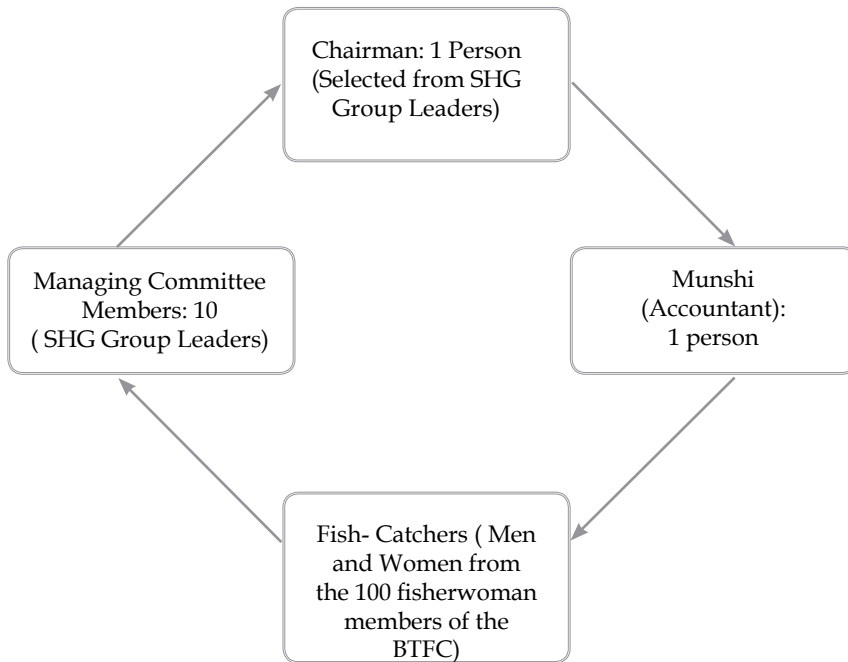 Chairman: 1 Person
(Selected from SHG
Group Leaders)
Managing Committee
Members: 10
( SHG Group Leaders)
Munshi
(Accountant):
1 person
Fish- Catchers ( Men
and Women from
the 100 fisherwoman
members of the
BTFC)